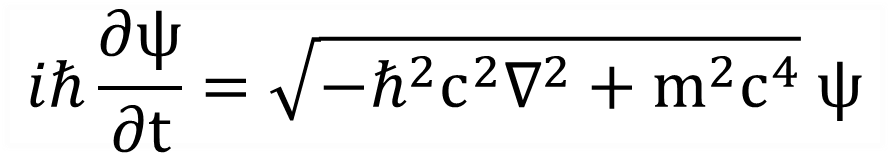 iℏ ∂ψ/∂t = √(−ℏ²c²∇² + m²c⁴) ψ